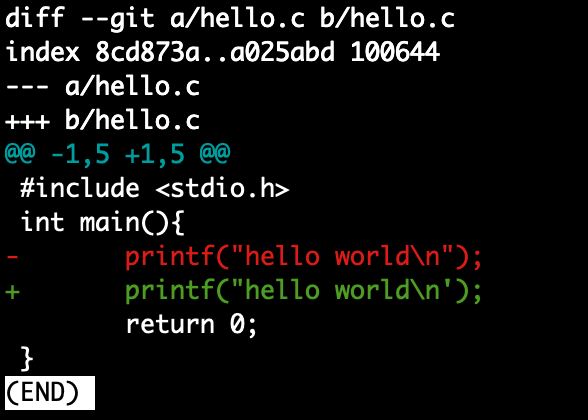 diff --git a/hello.c b/hello.c
index 8cd873a..a025abd 100644
--- a/hello.c
+++ b/hello.c
@@ -1,5 +1,5 @@
 #include <stdio.h>
 int main(){
-       printf("hello world\n");
+       printf("hello world\n');
        return 0;
 }
(END)